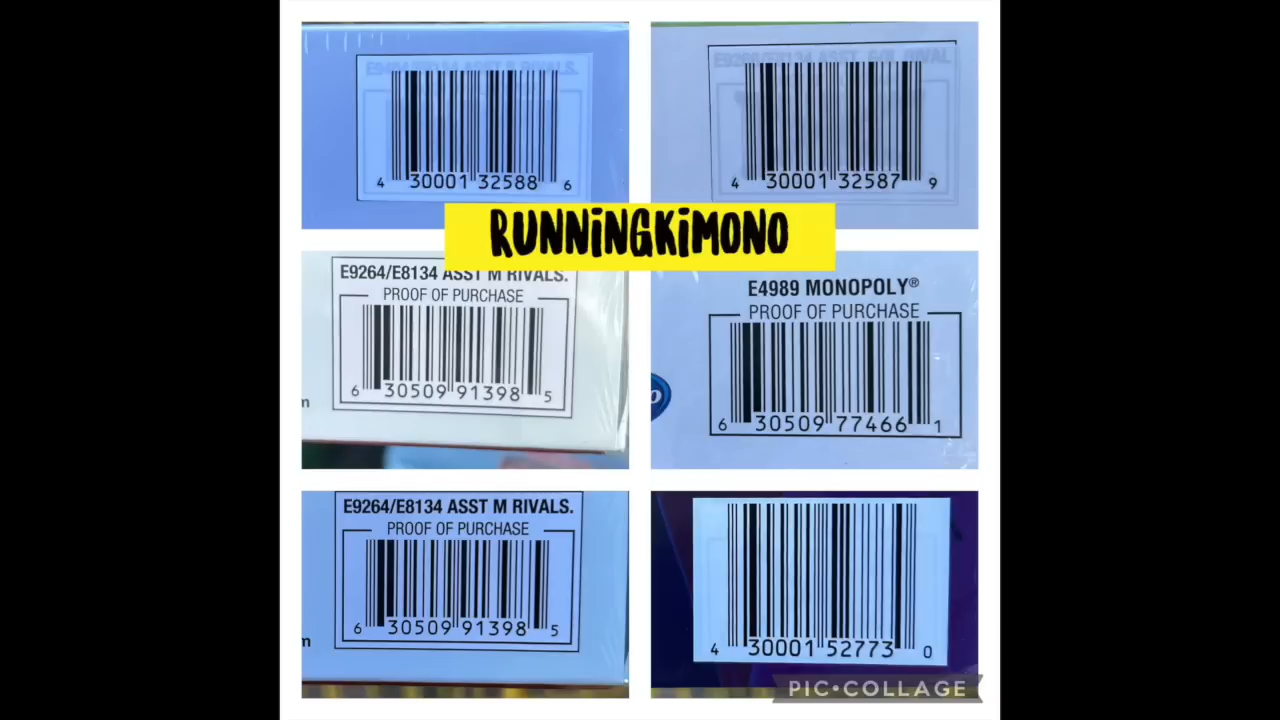 4 30001 32588 6
4 30001 32587 9
RUNNiNGKiMONO
E9264/E8134 ASST M RIVALS.
PROOF OF PURCHASE
6 30509 91398 5
E4989 MONOPOLY®
PROOF OF PURCHASE
6 30509 77466 1
E9264/E8134 ASST M RIVALS.
PROOF OF PURCHASE
6 30509 91398 5
4 30001 52773 0
PIC•COLLAGE